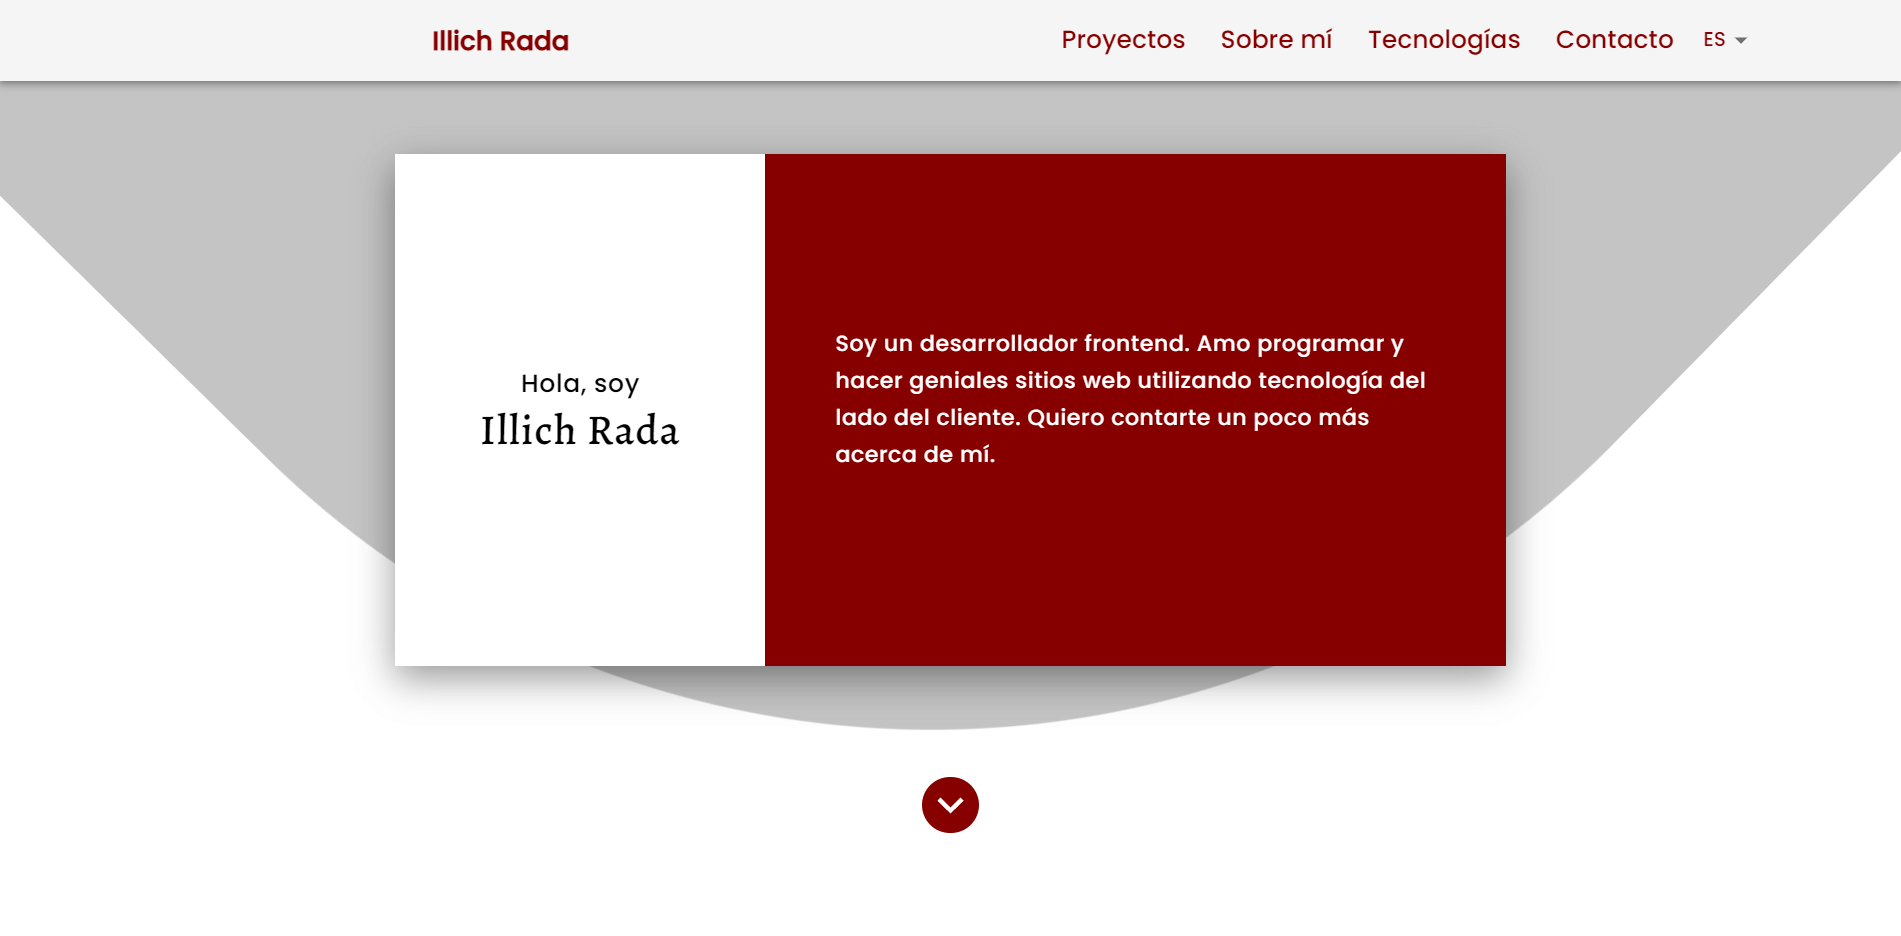 Illich Rada
Proyectos
Sobre mí
Tecnologías
Contacto
ES
Hola, soy
Illich Rada
Soy un desarrollador frontend. Amo programar y
hacer geniales sitios web utilizando tecnología del
lado del cliente. Quiero contarte un poco más
acerca de mí.